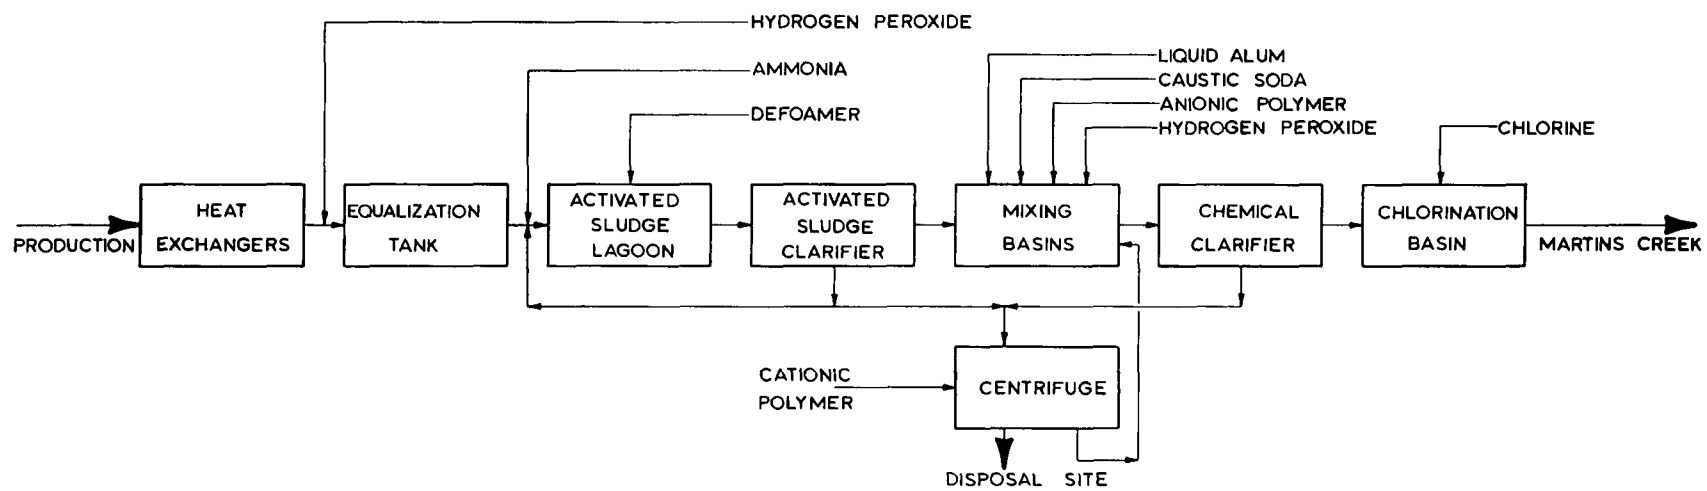 HYDROGEN PEROXIDE
AMMONIA
DEFOAMER
LIQUID ALUM
CAUSTIC SODA
ANIONIC POLYMER
HYDROGEN PEROXIDE
CHLORINE
PRODUCTION
HEAT
EXCHANGERS
EQUALIZATION
TANK
ACTIVATED
SLUDGE
LAGOON
ACTIVATED
SLUDGE
CLARIFIER
MIXING
BASINS
CHEMICAL
CLARIFIER
CHLORINATION
BASIN
MARTINS CREEK
CATIONIC
POLYMER
CENTRIFUGE
DISPOSAL SITE